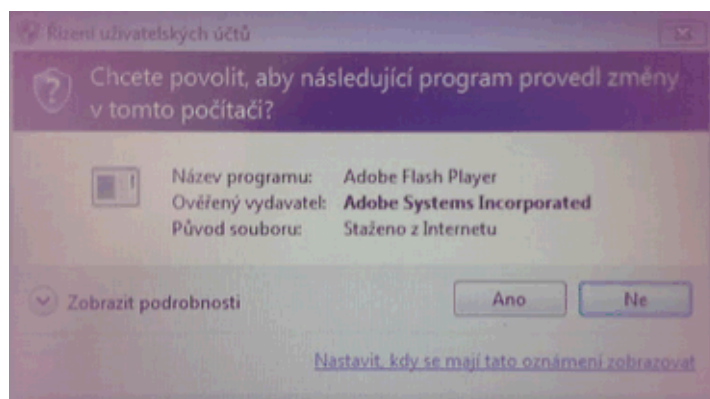 Řízení uživatelských účtů
Chcete povolit, aby následující program provedl změny
v tomto počítači?
Název programu: Adobe Flash Player
Ověřený vydavatel: Adobe Systems Incorporated
Původ souboru: Staženo z Internetu
Zobrazit podrobnosti
Ano Ne
Nastavit, kdy se mají tato oznámení zobrazovat